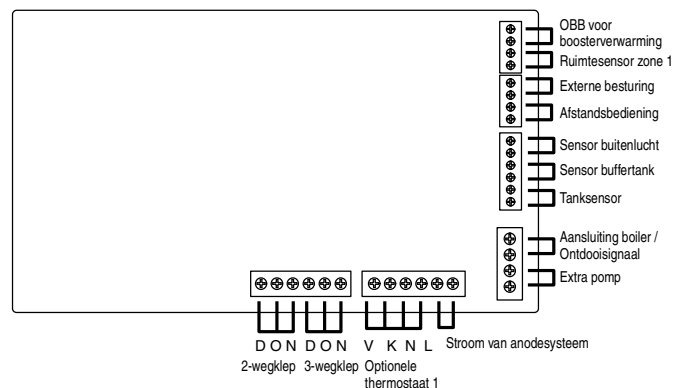 OBB voor
boosterverwarming
Ruimtesensor zone 1
Externe besturing
Afstandsbediening
Sensor buitenlucht
Sensor buffertank
Tanksensor
Aansluiting boiler /
Ontdooisignaal
Extra pomp
D O N D O N V K N L Stroom van anodesysteem
2-wegklep 3-wegklep Optionele
thermostaat 1